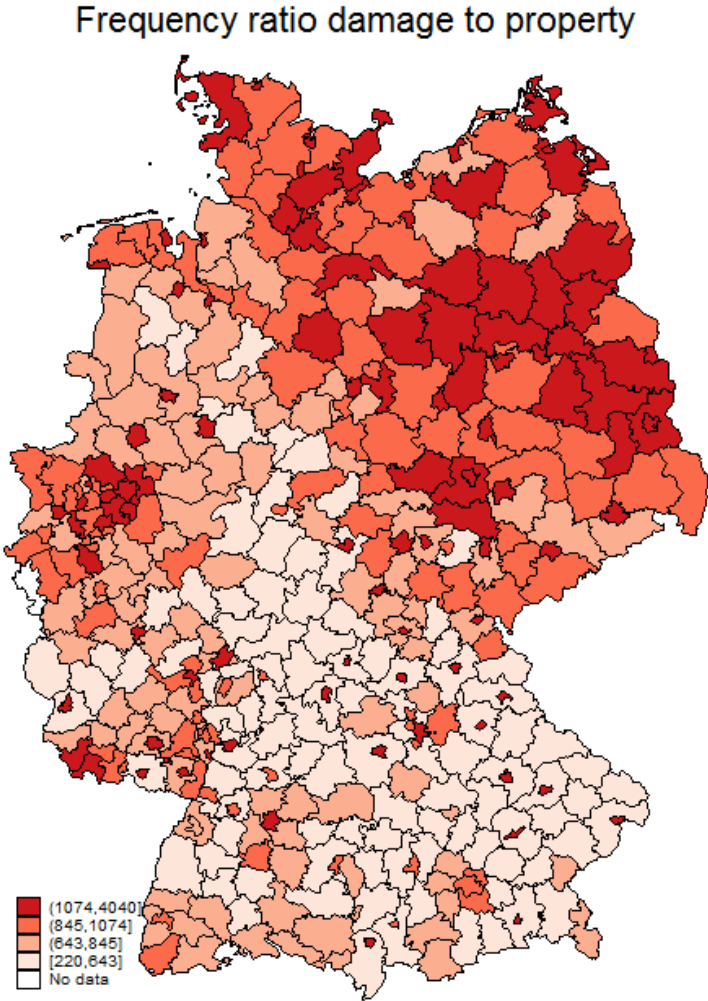 Frequency ratio damage to property
(1074,4040]
(845,1074]
(643,845]
[220,643]
No data